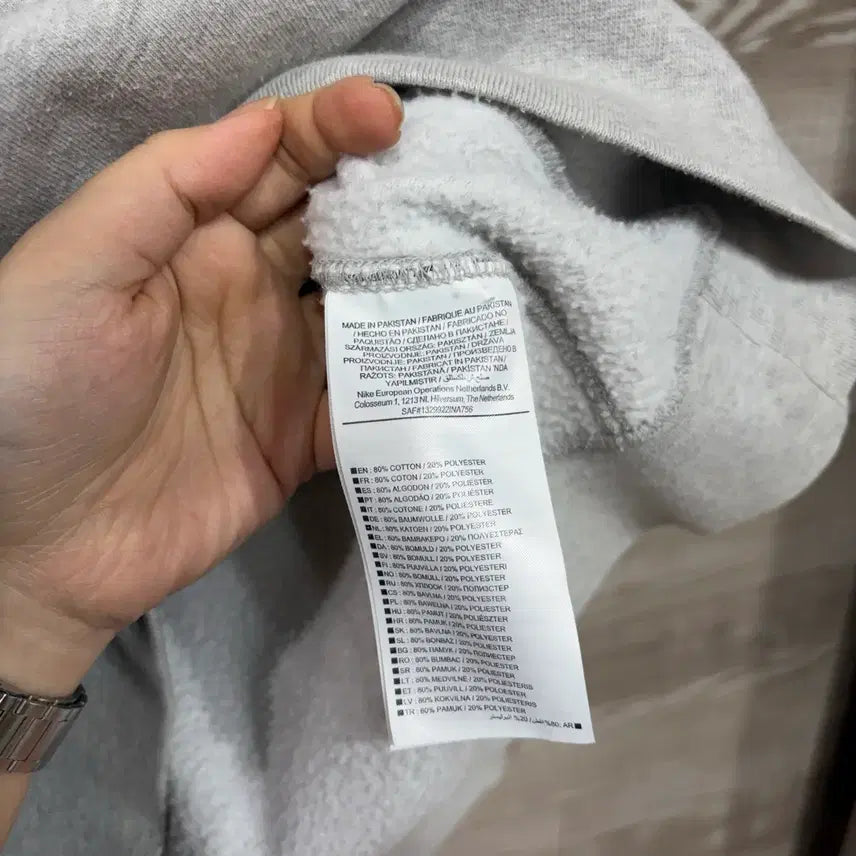 MADE IN PAKISTAN / FABRIQUE AU PAKISTAN
/ HECHO EN PAKISTAN / FABRICADO NO
PAQUISTÃO / СДЕЛАНО В ПАКИСТАНЕ /
SZÁRMAZÁSI ORSZÁG: PAKISZTÁN / ZEMLJA
PROIZVODNJE: PAKISTAN / DRŽAVA
PROIZVODNJE: PAKISTAN / ПРОИЗВЕДЕНО В
ПАКИСТАН / FABRICAT IN PAKISTAN /
RAŽOTS: PAKISTĀNĀ / PAKISTAN NDA
YAPILMIŞTIR /
Nike European Operations Netherlands B.V.
Colosseum 1, 1213 NL Hilversum, The Netherlands
SAF#1329922INA756
EN : 80% COTTON / 20% POLYESTER
FR : 80% COTON / 20% POLYESTER
ES : 80% ALGODON / 20% POLIÉSTER
PT : 80% ALGODÃO / 20% POLIÉSTER
IT : 80% COTONE / 20% POLIESTERE
DE : 80% BAUMWOLLE / 20% POLYESTER
NL : 80% KATOEN / 20% POLYESTER
EL : 80% ΒΑΜΒΑΚΕΡΟ / 20% ΠΟΛΥΕΣΤΕΡΑΣ
DA : 80% BOMULD / 20% POLYESTER
SV : 80% BOMULL / 20% POLYESTER
FI : 80% PUUVILLA / 20% POLYESTERI
NO : 80% BOMULL / 20% POLYESTER
RU : 80% ХЛОПОК / 20% ПОЛИЭСТЕР
CS : 80% BAVLNA / 20% POLYESTER
PL : 80% BAWEŁNA / 20% POLIESTER
HU : 80% PAMUT / 20% POLIÉSZTER
HR : 80% PAMUK / 20% POLIESTER
SK : 80% BAVLNA / 20% POLYESTER
SL : 80% BOMBAŽ / 20% POLIESTER
BG : 80% ПАМУК / 20% ПОЛИЕСТЕР
RO : 80% BUMBAC / 20% POLIESTER
SR : 80% PAMUK / 20% POLIESTER
LT : 80% MEDVILNĖ / 20% POLIESTERIS
ET : 80% PUUVILL / 20% POLÜESTER
LV : 80% KOKVILNA / 20% POLIESTERIS
TR : 80% PAMUK / 20% POLYESTER
AR :80% قطن / 20% البوليستر